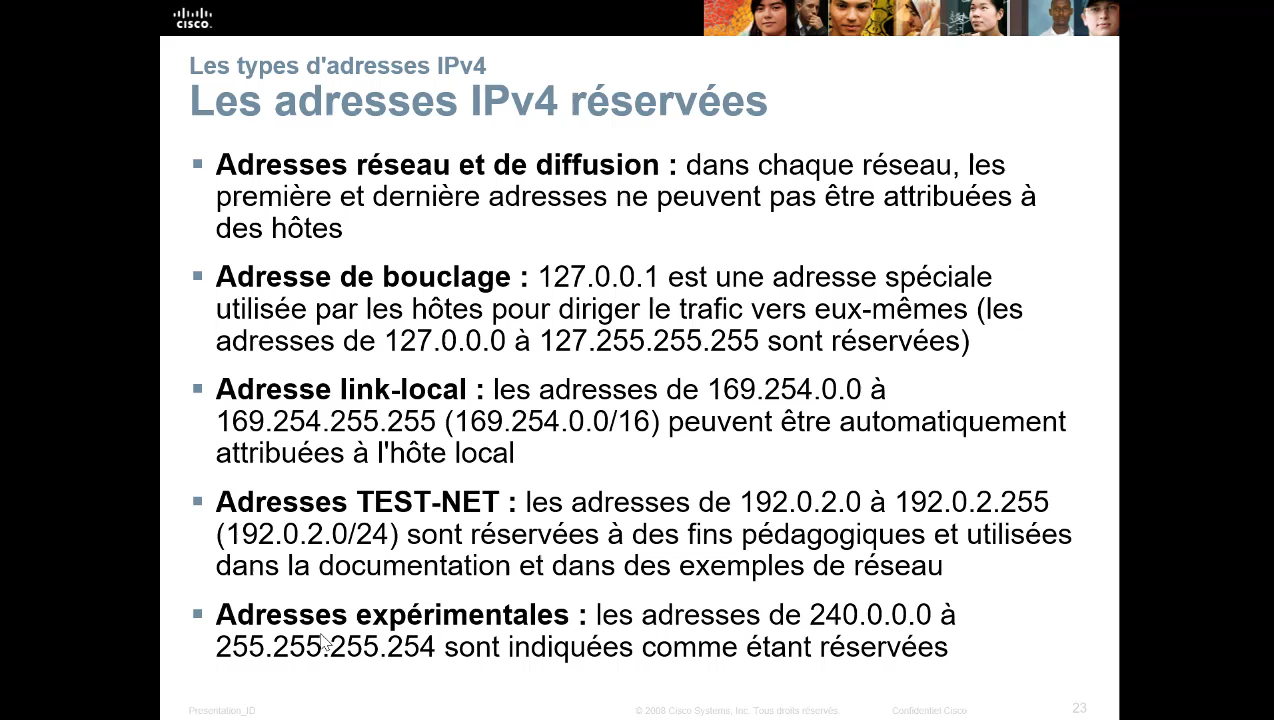 CISCO.
Les types d'adresses IPv4
Les adresses IPv4 réservées
▪ Adresses réseau et de diffusion : dans chaque réseau, les
première et dernière adresses ne peuvent pas être attribuées à
des hôtes
▪ Adresse de bouclage : 127.0.0.1 est une adresse spéciale
utilisée par les hôtes pour diriger le trafic vers eux-mêmes (les
adresses de 127.0.0.0 à 127.255.255.255 sont réservées)
▪ Adresse link-local : les adresses de 169.254.0.0 à
169.254.255.255 (169.254.0.0/16) peuvent être automatiquement
attribuées à l'hôte local
▪ Adresses TEST-NET : les adresses de 192.0.2.0 à 192.0.2.255
(192.0.2.0/24) sont réservées à des fins pédagogiques et utilisées
dans la documentation et dans des exemples de réseau
▪ Adresses expérimentales : les adresses de 240.0.0.0 à
255.255.255.254 sont indiquées comme étant réservées
Presentation_ID © 2008 Cisco Systems, Inc. Tous droits réservés. Confidentiel Cisco 23